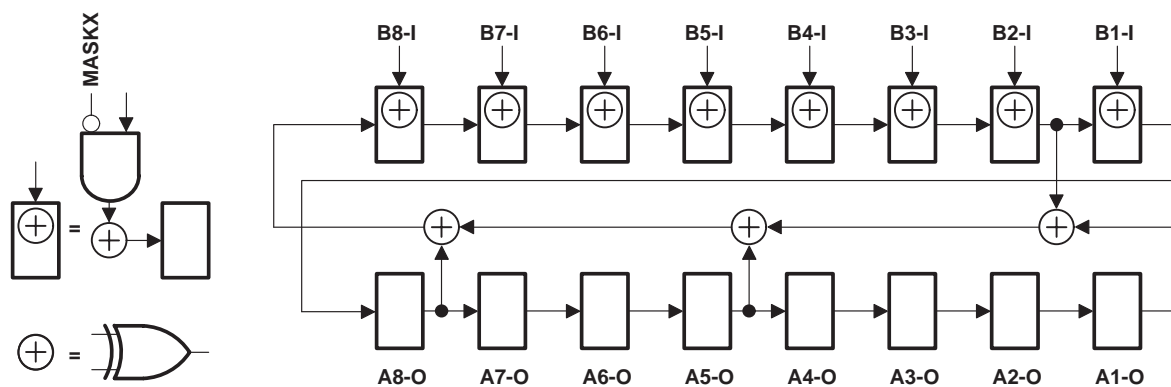 B8-I B7-I B6-I B5-I B4-I B3-I B2-I B1-I
MASKX
=
=
A8-O A7-O A6-O A5-O A4-O A3-O A2-O A1-O